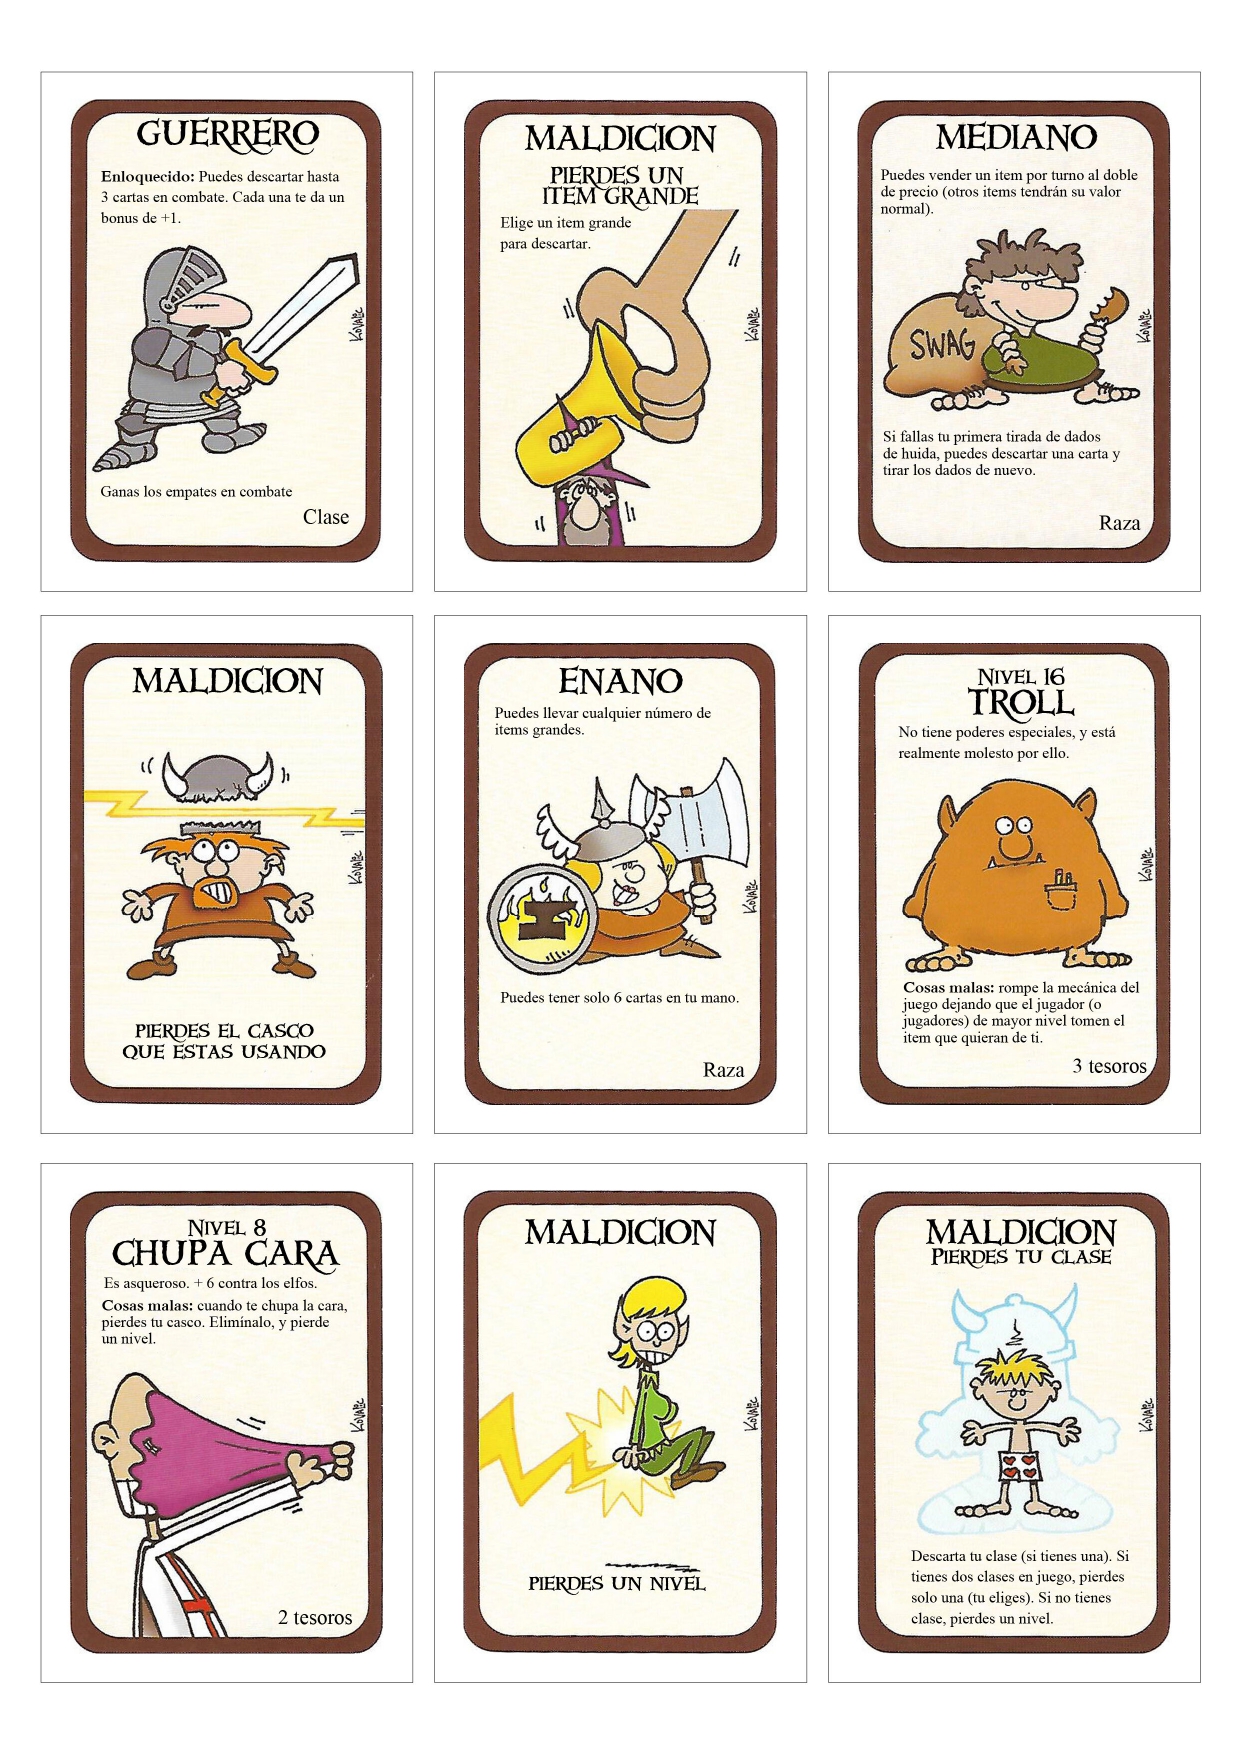 GUERRERO
Enloquecido: Puedes descartar hasta
3 cartas en combate. Cada una te da un
bonus de +1.
KOVALIC
Ganas los empates en combate
Clase
MALDICION
PIERDES UN
ITEM GRANDE
Elige un item grande
para descartar.
KOVALIC
MEDIANO
Puedes vender un item por turno al doble
de precio (otros items tendrán su valor
normal).
SWAG
KOVALIC
Si fallas tu primera tirada de dados
de huida, puedes descartar una carta y
tirar los dados de nuevo.
Raza
MALDICION
KOVALIC
PIERDES EL CASCO
QUE ESTAS USANDO
ENANO
Puedes llevar cualquier número de
items grandes.
KOVALIC
Puedes tener solo 6 cartas en tu mano.
Raza
NIVEL 16
TROLL
No tiene poderes especiales, y está
realmente molesto por ello.
KOVALIC
Cosas malas: rompe la mecánica del
juego dejando que el jugador (o
jugadores) de mayor nivel tomen el
item que quieran de ti.
3 tesoros
NIVEL 8
CHUPA CARA
Es asqueroso. + 6 contra los elfos.
Cosas malas: cuando te chupa la cara,
pierdes tu casco. Elimínalo, y pierde
un nivel.
KOVALIC
2 tesoros
MALDICION
KOVALIC
PIERDES UN NIVEL
MALDICION
PIERDES TU CLASE
KOVALIC
Descarta tu clase (si tienes una). Si
tienes dos clases en juego, pierdes
solo una (tu eliges). Si no tienes
clase, pierdes un nivel.